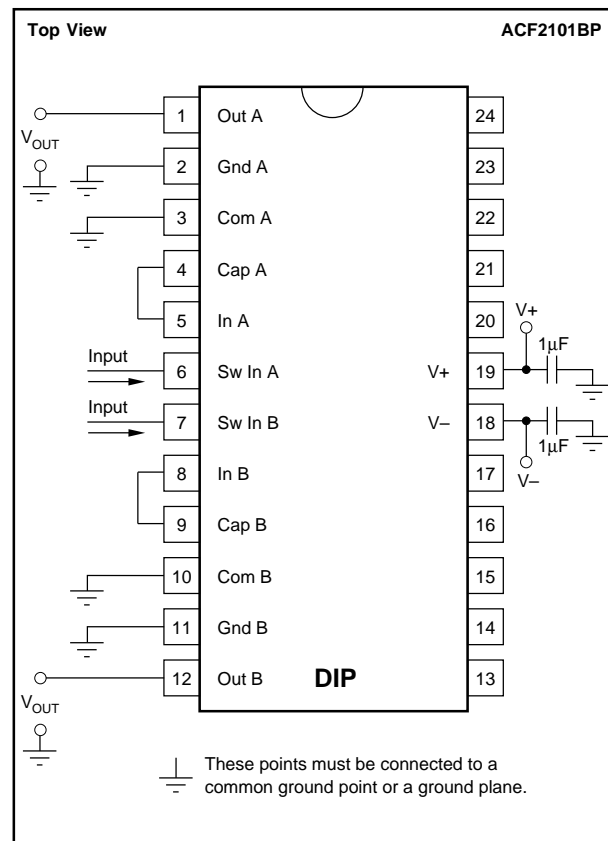 Top View ACF2101BP
1 Out A 24
V_OUT
2 Gnd A 23
3 Com A 22
4 Cap A 21
5 In A 20
V+
Input 1μF
6 Sw In A V+ 19
Input
7 Sw In B V– 18
1μF
V–
8 In B 17
9 Cap B 16
10 Com B 15
11 Gnd B 14
12 Out B DIP 13
V_OUT
These points must be connected to a
common ground point or a ground plane.